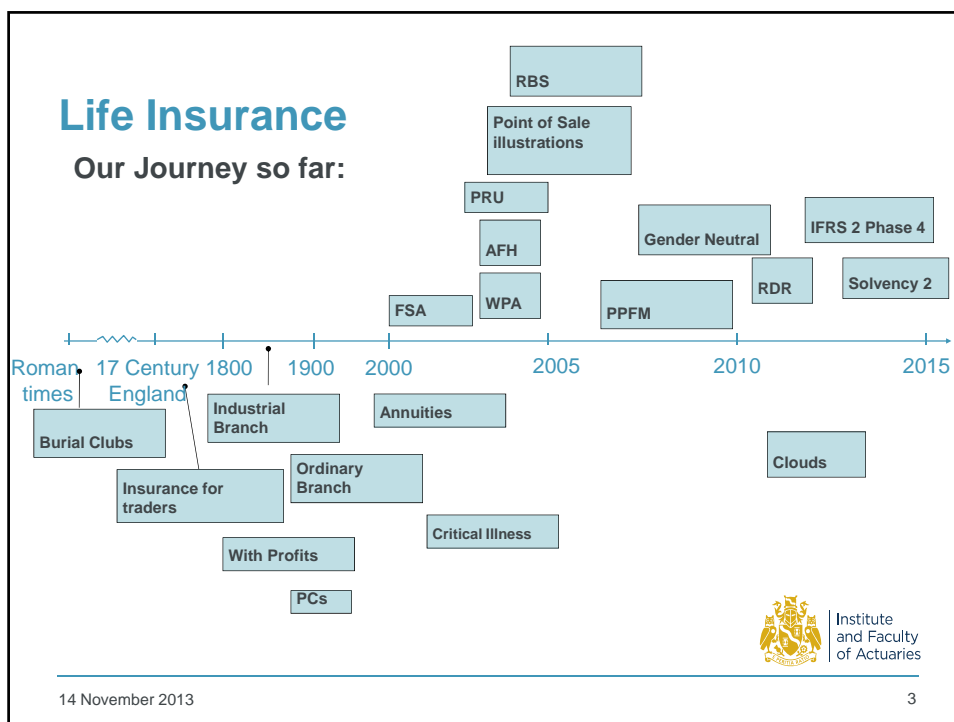 RBS
Life Insurance
Point of Sale
illustrations
Our Journey so far:
PRU
IFRS 2 Phase 4
Gender Neutral
AFH
RDR
Solvency 2
WPA
FSA
PPFM
Roman
times
17 Century
England
1800
1900
2000
2005
2010
2015
Industrial
Branch
Annuities
Burial Clubs
Ordinary
Branch
Clouds
Insurance for
traders
Critical Illness
With Profits
PCs
Institute
and Faculty
of Actuaries
14 November 2013
3